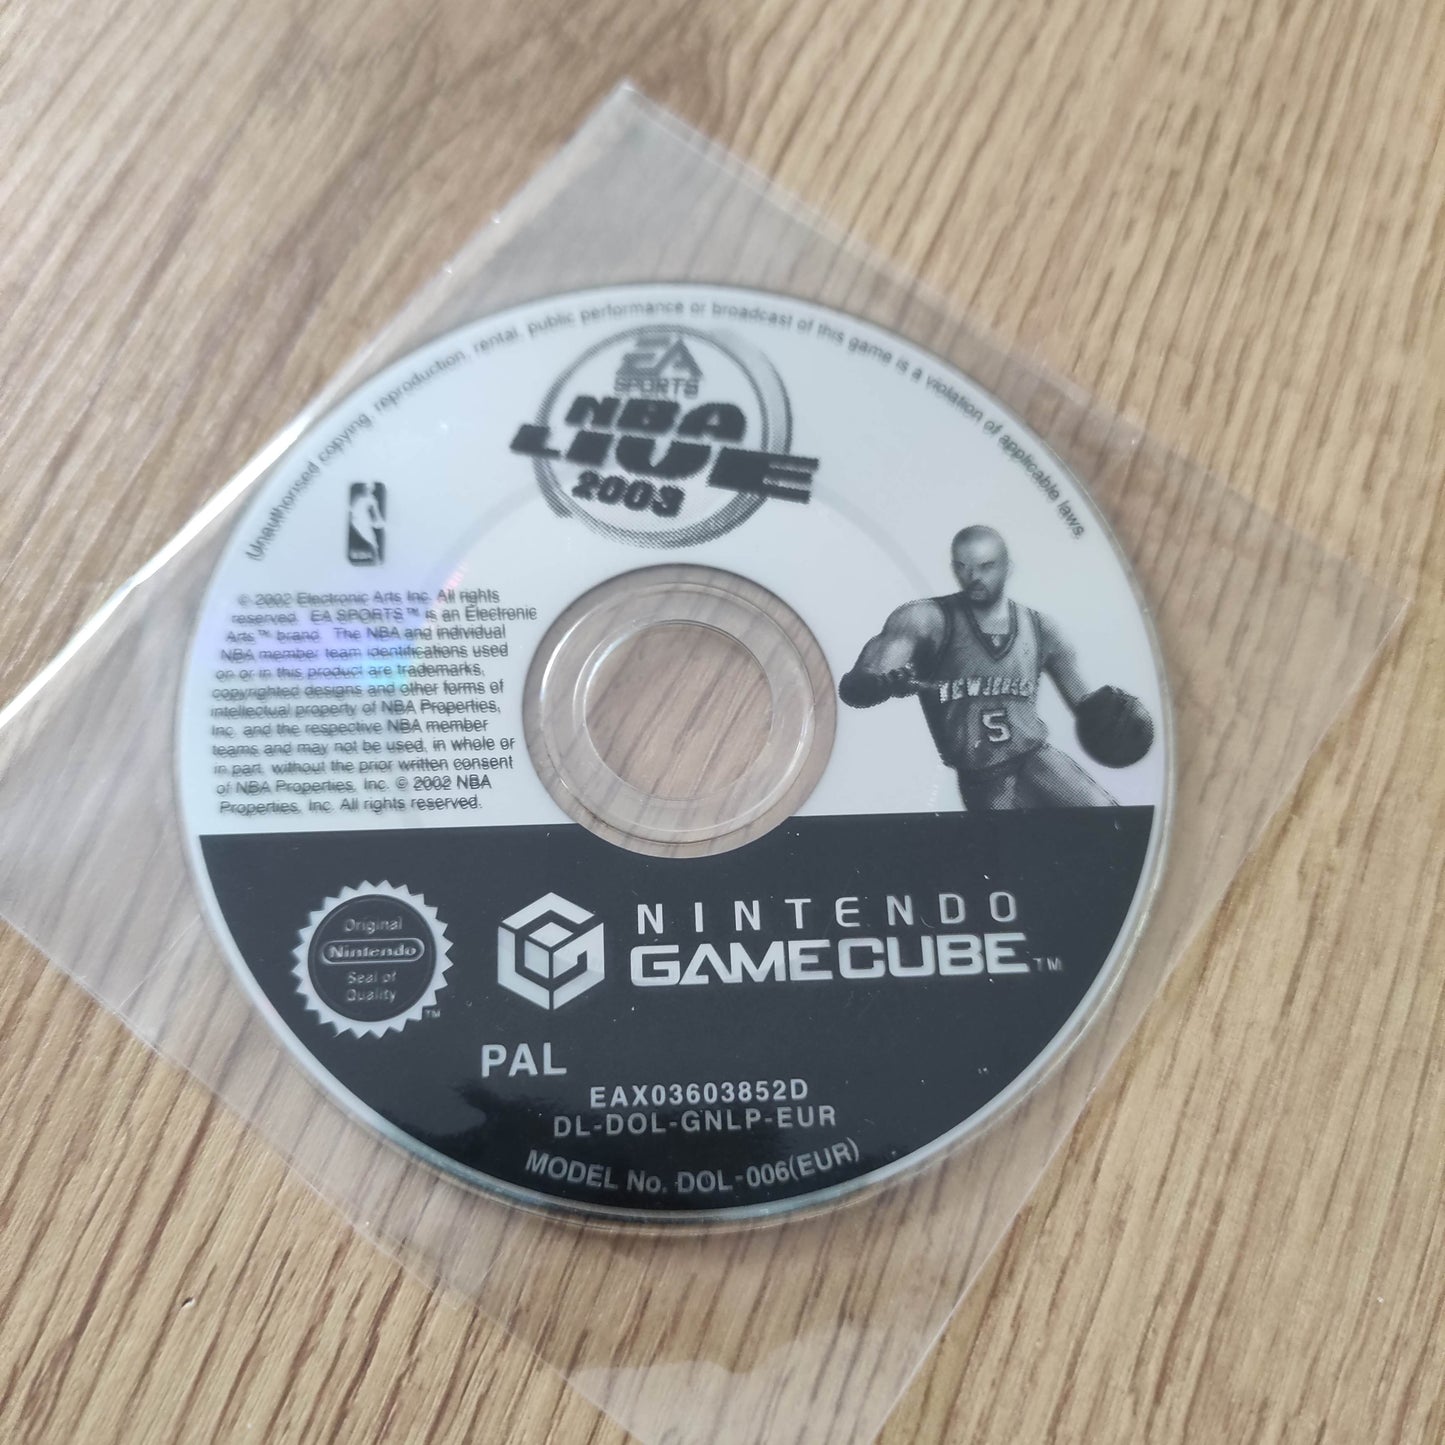 (Unauthorised copying, reproduction, rental, public performance or broadcast of this game is a violation of applicable laws.
EA
SPORTS
NBA
LIVE
2003
NBA
© 2002 Electronic Arts Inc. All rights
reserved. EA SPORTS™ is an Electronic
Arts™ brand. The NBA and individual
NBA member team identifications used
on or in this product are trademarks,
copyrighted designs and other forms of
intellectual property of NBA Properties,
Inc. and the respective NBA member
teams and may not be used, in whole or
in part, without the prior written consent
of NBA Properties, Inc. © 2002 NBA
Properties, Inc. All rights reserved.
NEW JERSEY
5
Original
Nintendo
Seal of
Quality
TM
NINTENDO
GAMECUBE TM
PAL
EAX03603852D
DL-DOL-GNLP-EUR
MODEL No. DOL-006(EUR)